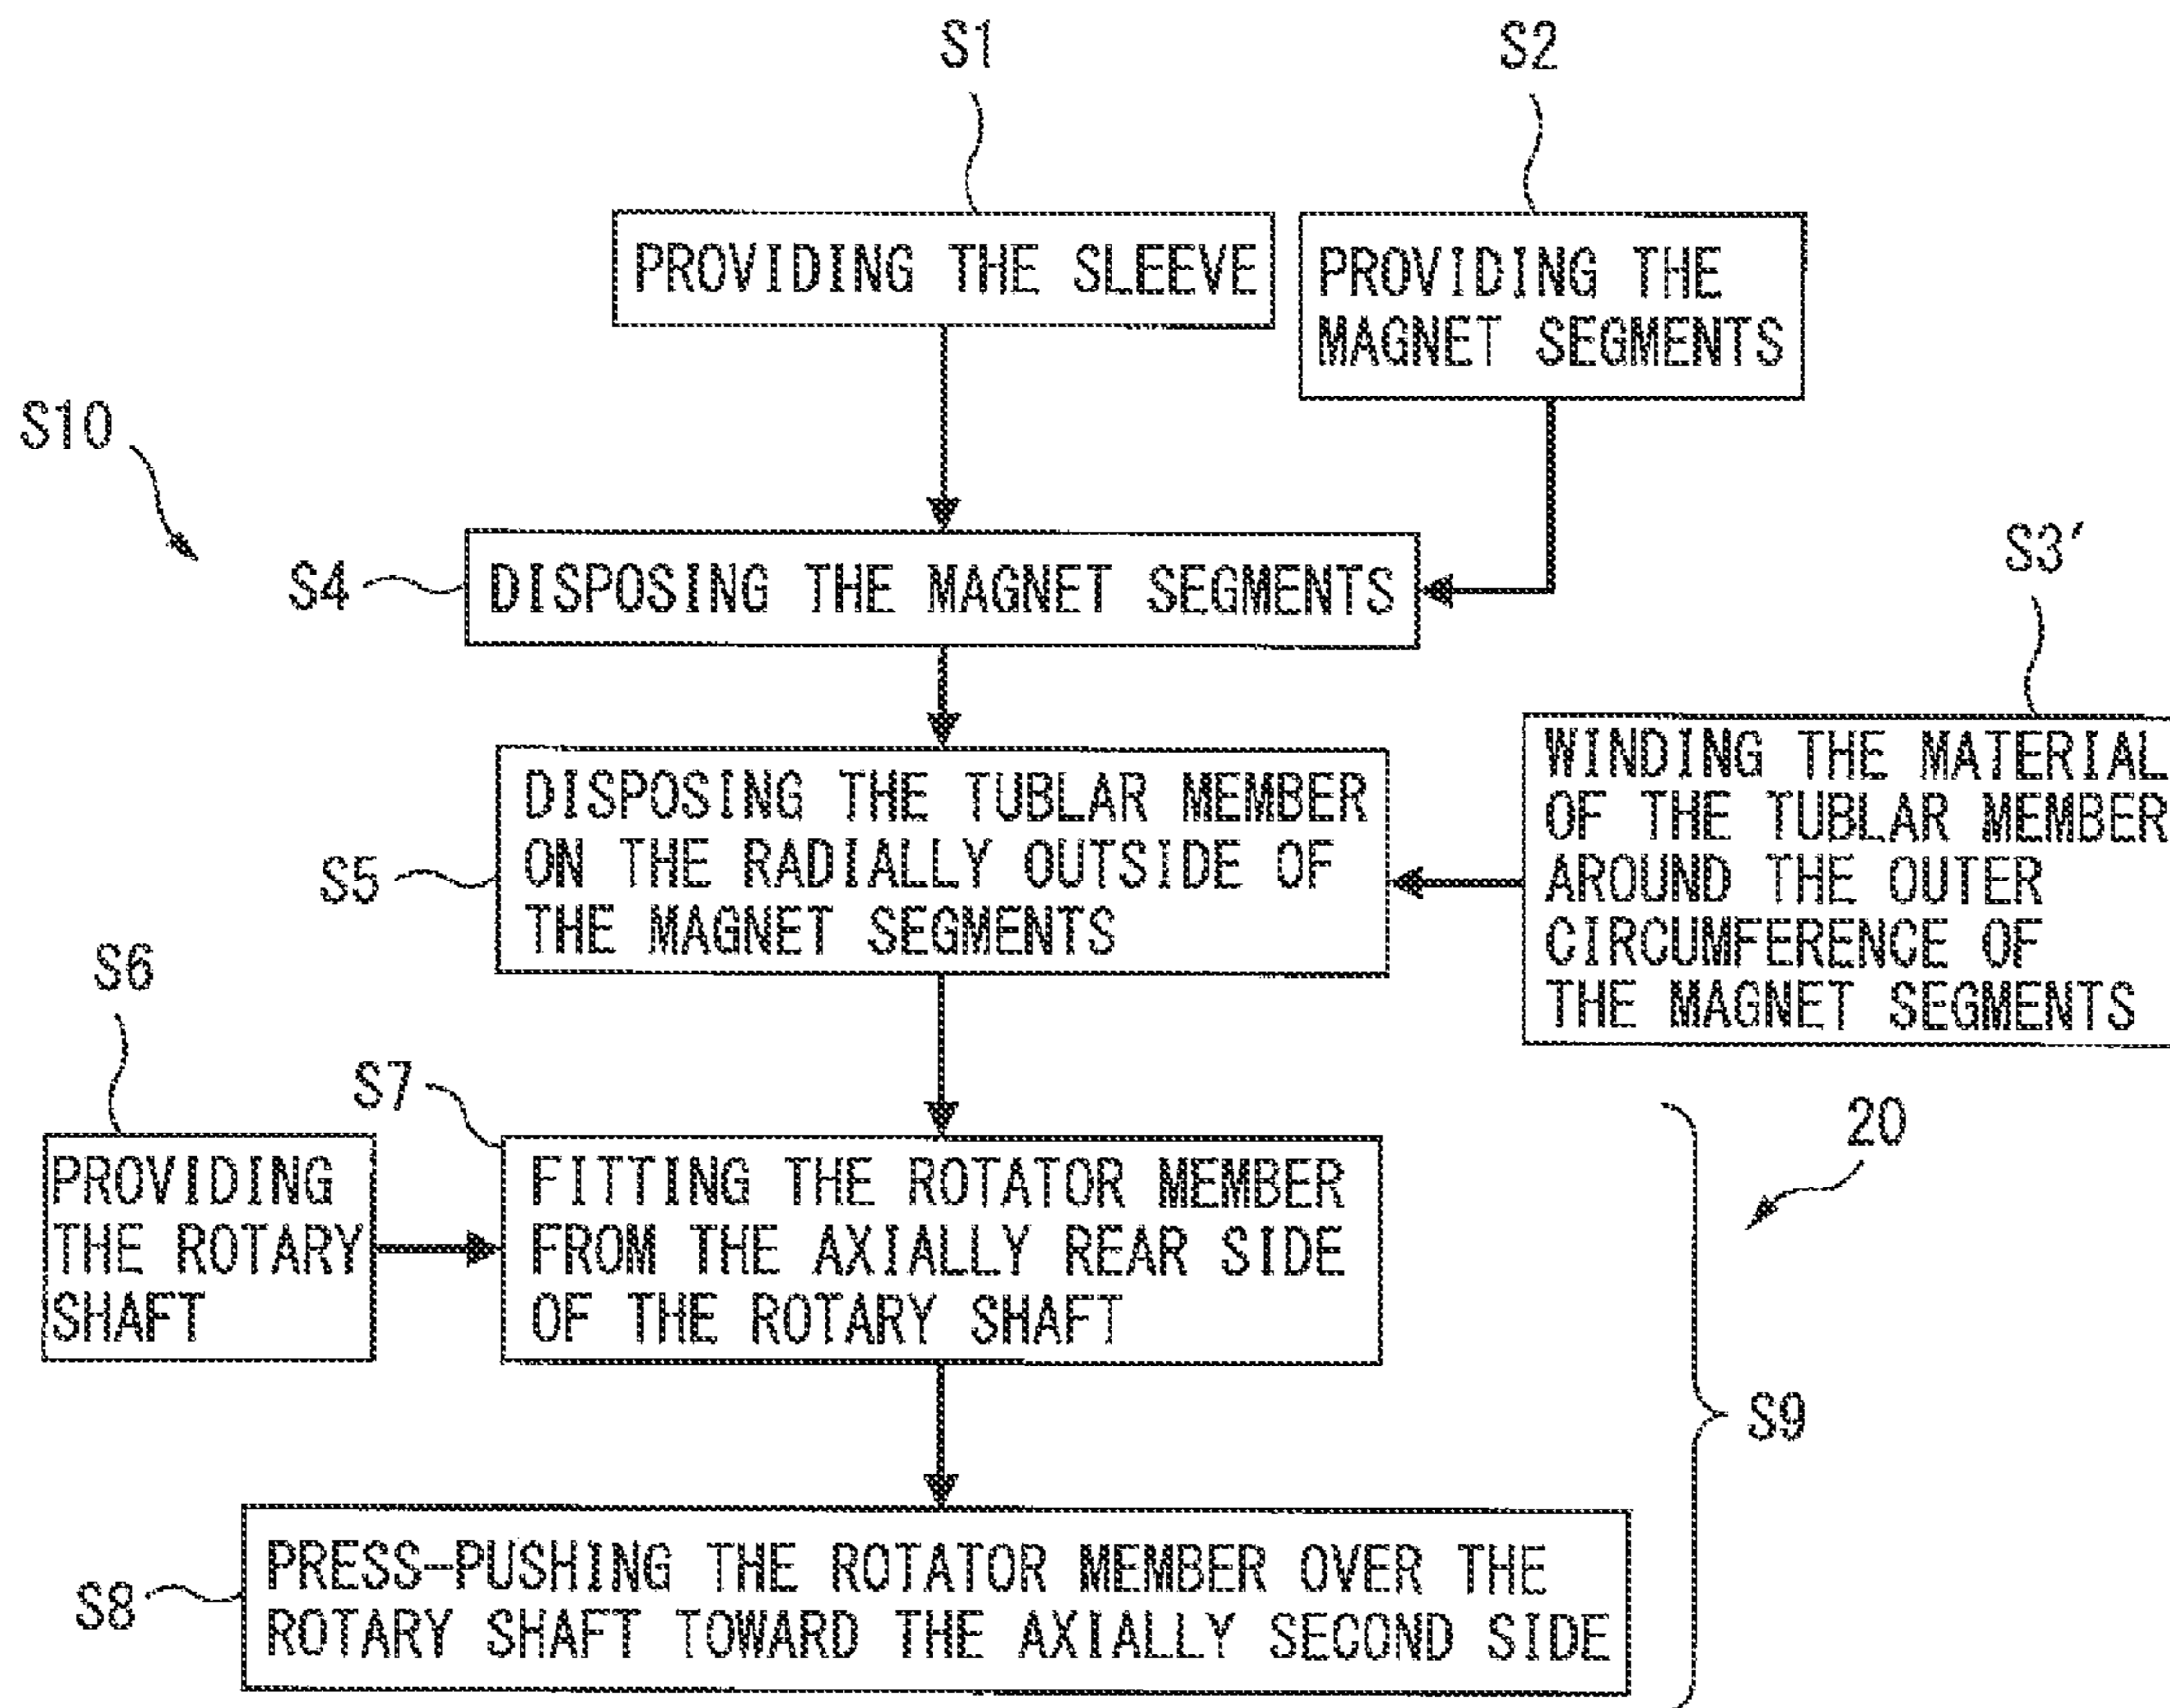 S1
S2
PROVIDING THE SLEEVE
PROVIDING THE
MAGNET SEGMENTS
S10
S4
DISPOSING THE MAGNET SEGMENTS
S3'
S5
DISPOSING THE TUBLAR MEMBER
ON THE RADIALLY OUTSIDE OF
THE MAGNET SEGMENTS
WINDING THE MATERIAL
OF THE TUBLAR MEMBER
AROUND THE OUTER
CIRCUMFERENCE OF
THE MAGNET SEGMENTS
S6
PROVIDING
THE ROTARY
SHAFT
S7
FITTING THE ROTATOR MEMBER
FROM THE AXIALLY REAR SIDE
OF THE ROTARY SHAFT
20
S9
S8
PRESS-PUSHING THE ROTATOR MEMBER OVER THE
ROTARY SHAFT TOWARD THE AXIALLY SECOND SIDE